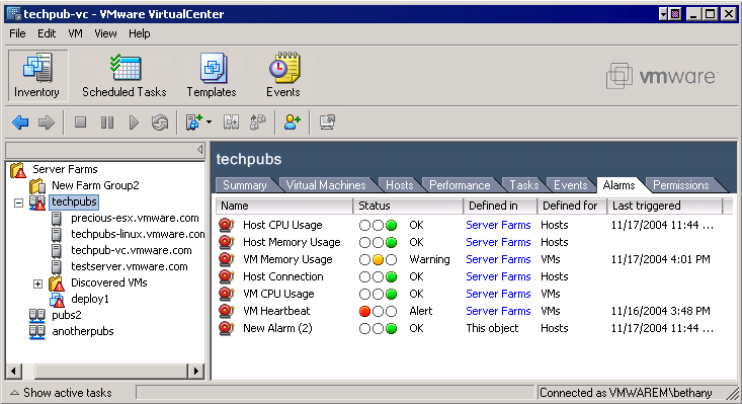 techpub-vc - VMware VirtualCenter
File Edit VM View Help
Inventory Scheduled Tasks Templates Events
vmware
techpubs
Summary Virtual Machines Hosts Performance Tasks Events Alarms Permissions
Server Farms
New Farm Group2
techpubs
precious-esx.vmware.com
techpubs-linux.vmware.con
techpub-vc.vmware.com
testserver.vmware.com
Discovered VMs
deploy1
pubs2
anotherpubs
Name Status Defined in Defined for Last triggered
Host CPU Usage OK Server Farms Hosts 11/17/2004 11:44 ...
Host Memory Usage OK Server Farms Hosts
VM Memory Usage Warning Server Farms VMs 11/17/2004 4:01 PM
Host Connection OK Server Farms Hosts
VM CPU Usage OK Server Farms VMs
VM Heartbeat Alert Server Farms VMs 11/16/2004 3:48 PM
New Alarm (2) OK This object Hosts 11/17/2004 11:44 ...
Show active tasks Connected as VMWAREM\bethany